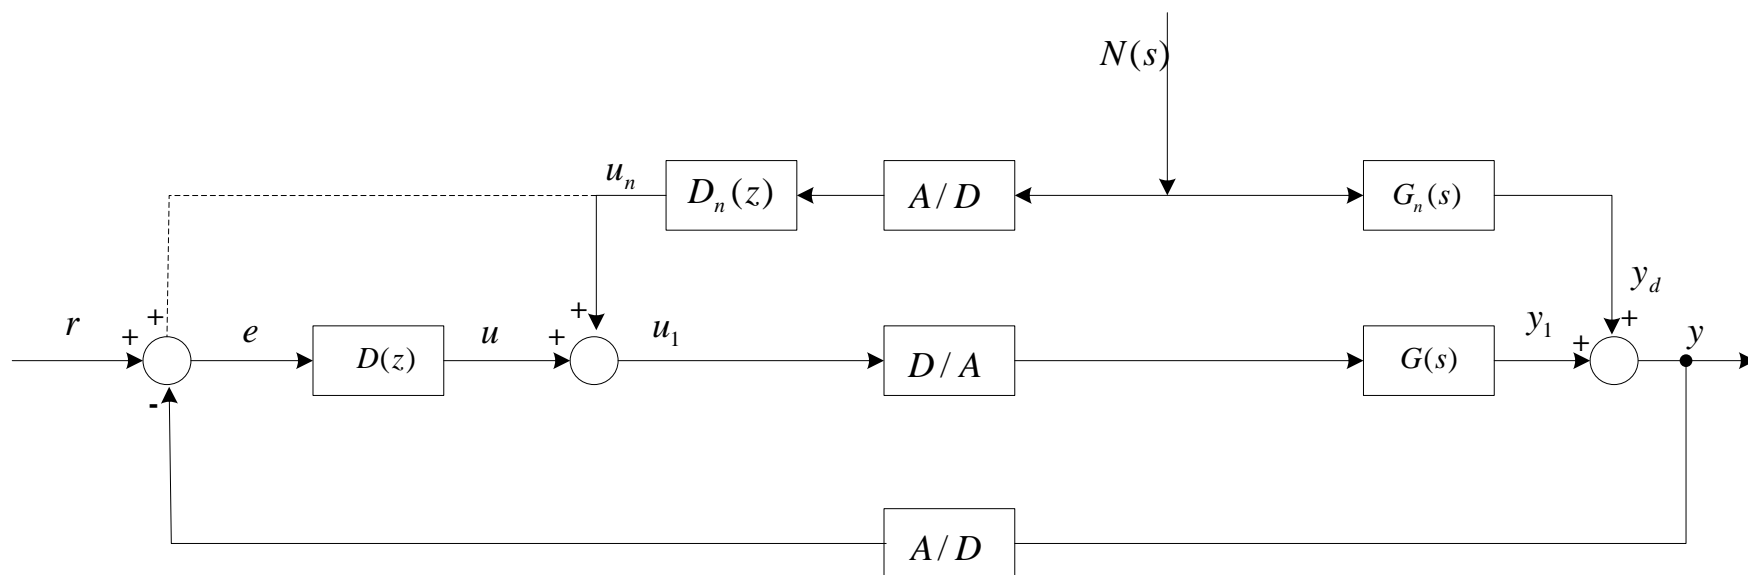 N(s)
u_n
D_n(z)
A/D
G_n(s)
y_d
r
+
+
-
e
D(z)
u
+
+
u_1
D/A
G(s)
y_1
+
+
y
A/D